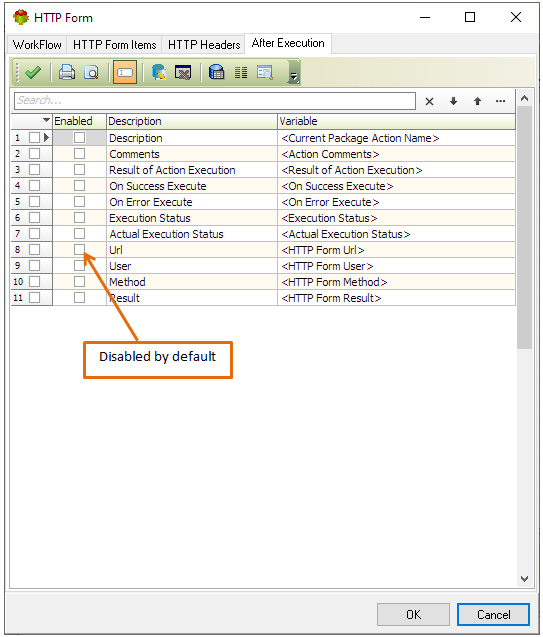 HTTP Form
WorkFlow HTTP Form Items HTTP Headers After Execution
Search...
Enabled Description Variable
1 Description <Current Package Action Name>
2 Comments <Action Comments>
3 Result of Action Execution <Result of Action Execution>
4 On Success Execute <On Success Execute>
5 On Error Execute <On Error Execute>
6 Execution Status <Execution Status>
7 Actual Execution Status <Actual Execution Status>
8 Url <HTTP Form Url>
9 User <HTTP Form User>
10 Method <HTTP Form Method>
11 Result <HTTP Form Result>
Disabled by default
OK Cancel